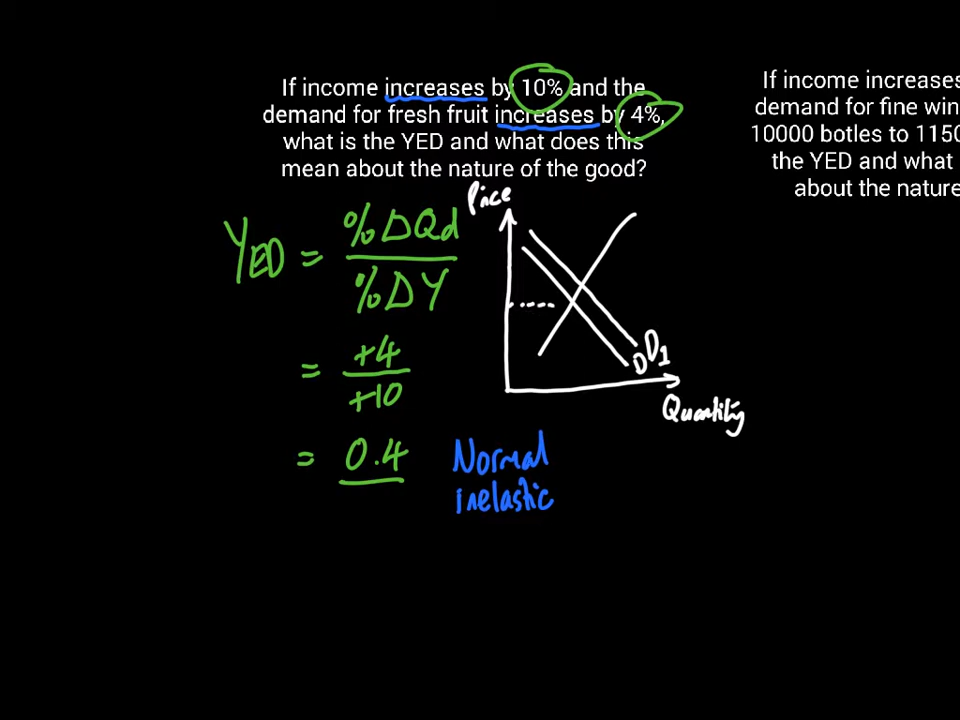 If income increases by 10% and the
demand for fresh fruit increases by 4%,
what is the YED and what does this
mean about the nature of the good?
If income increases
demand for fine win
10000 botles to 1150
the YED and what
about the nature
Price
YED = %ΔQd
%ΔY
= +4
+10
= 0.4
Normal
inelastic
D D1
Quantity